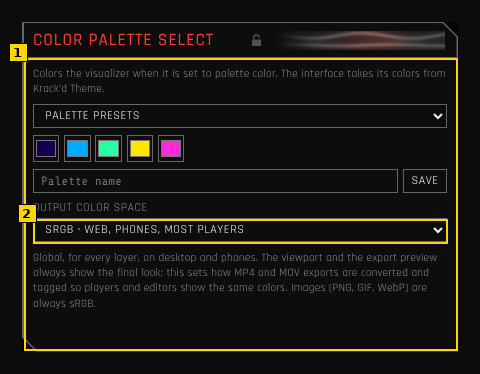 COLOR PALETTE SELECT
1
Colors the visualizer when it is set to palette color. The interface takes its colors from
Krack'd Theme.
PALETTE PRESETS
Palette name
SAVE
2
OUTPUT COLOR SPACE
SRGB · WEB, PHONES, MOST PLAYERS
Global, for every layer, on desktop and phones. The viewport and the export preview
always show the final look; this sets how MP4 and MOV exports are converted and
tagged so players and editors show the same colors. Images (PNG, GIF, WebP) are
always sRGB.